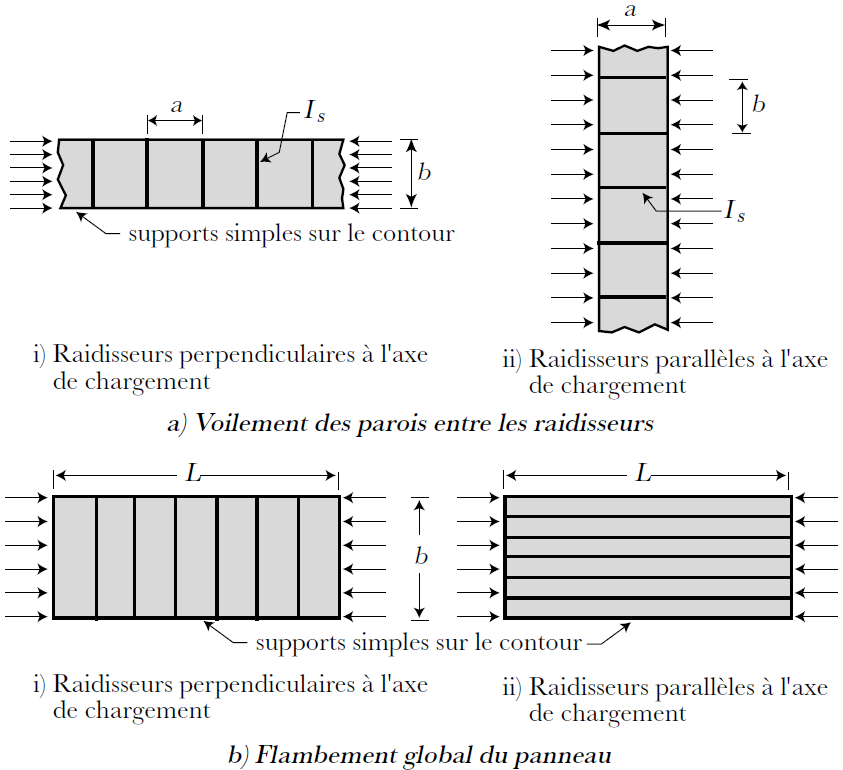 a
a
I s
b
b
I s
supports simples sur le contour
i) Raidisseurs perpendiculaires à l'axe
de chargement
ii) Raidisseurs parallèles à l'axe
de chargement
a) Voilement des parois entre les raidisseurs
L
L
b
supports simples sur le contour
i) Raidisseurs perpendiculaires à l'axe
de chargement
ii) Raidisseurs parallèles à l'axe
de chargement
b) Flambement global du panneau